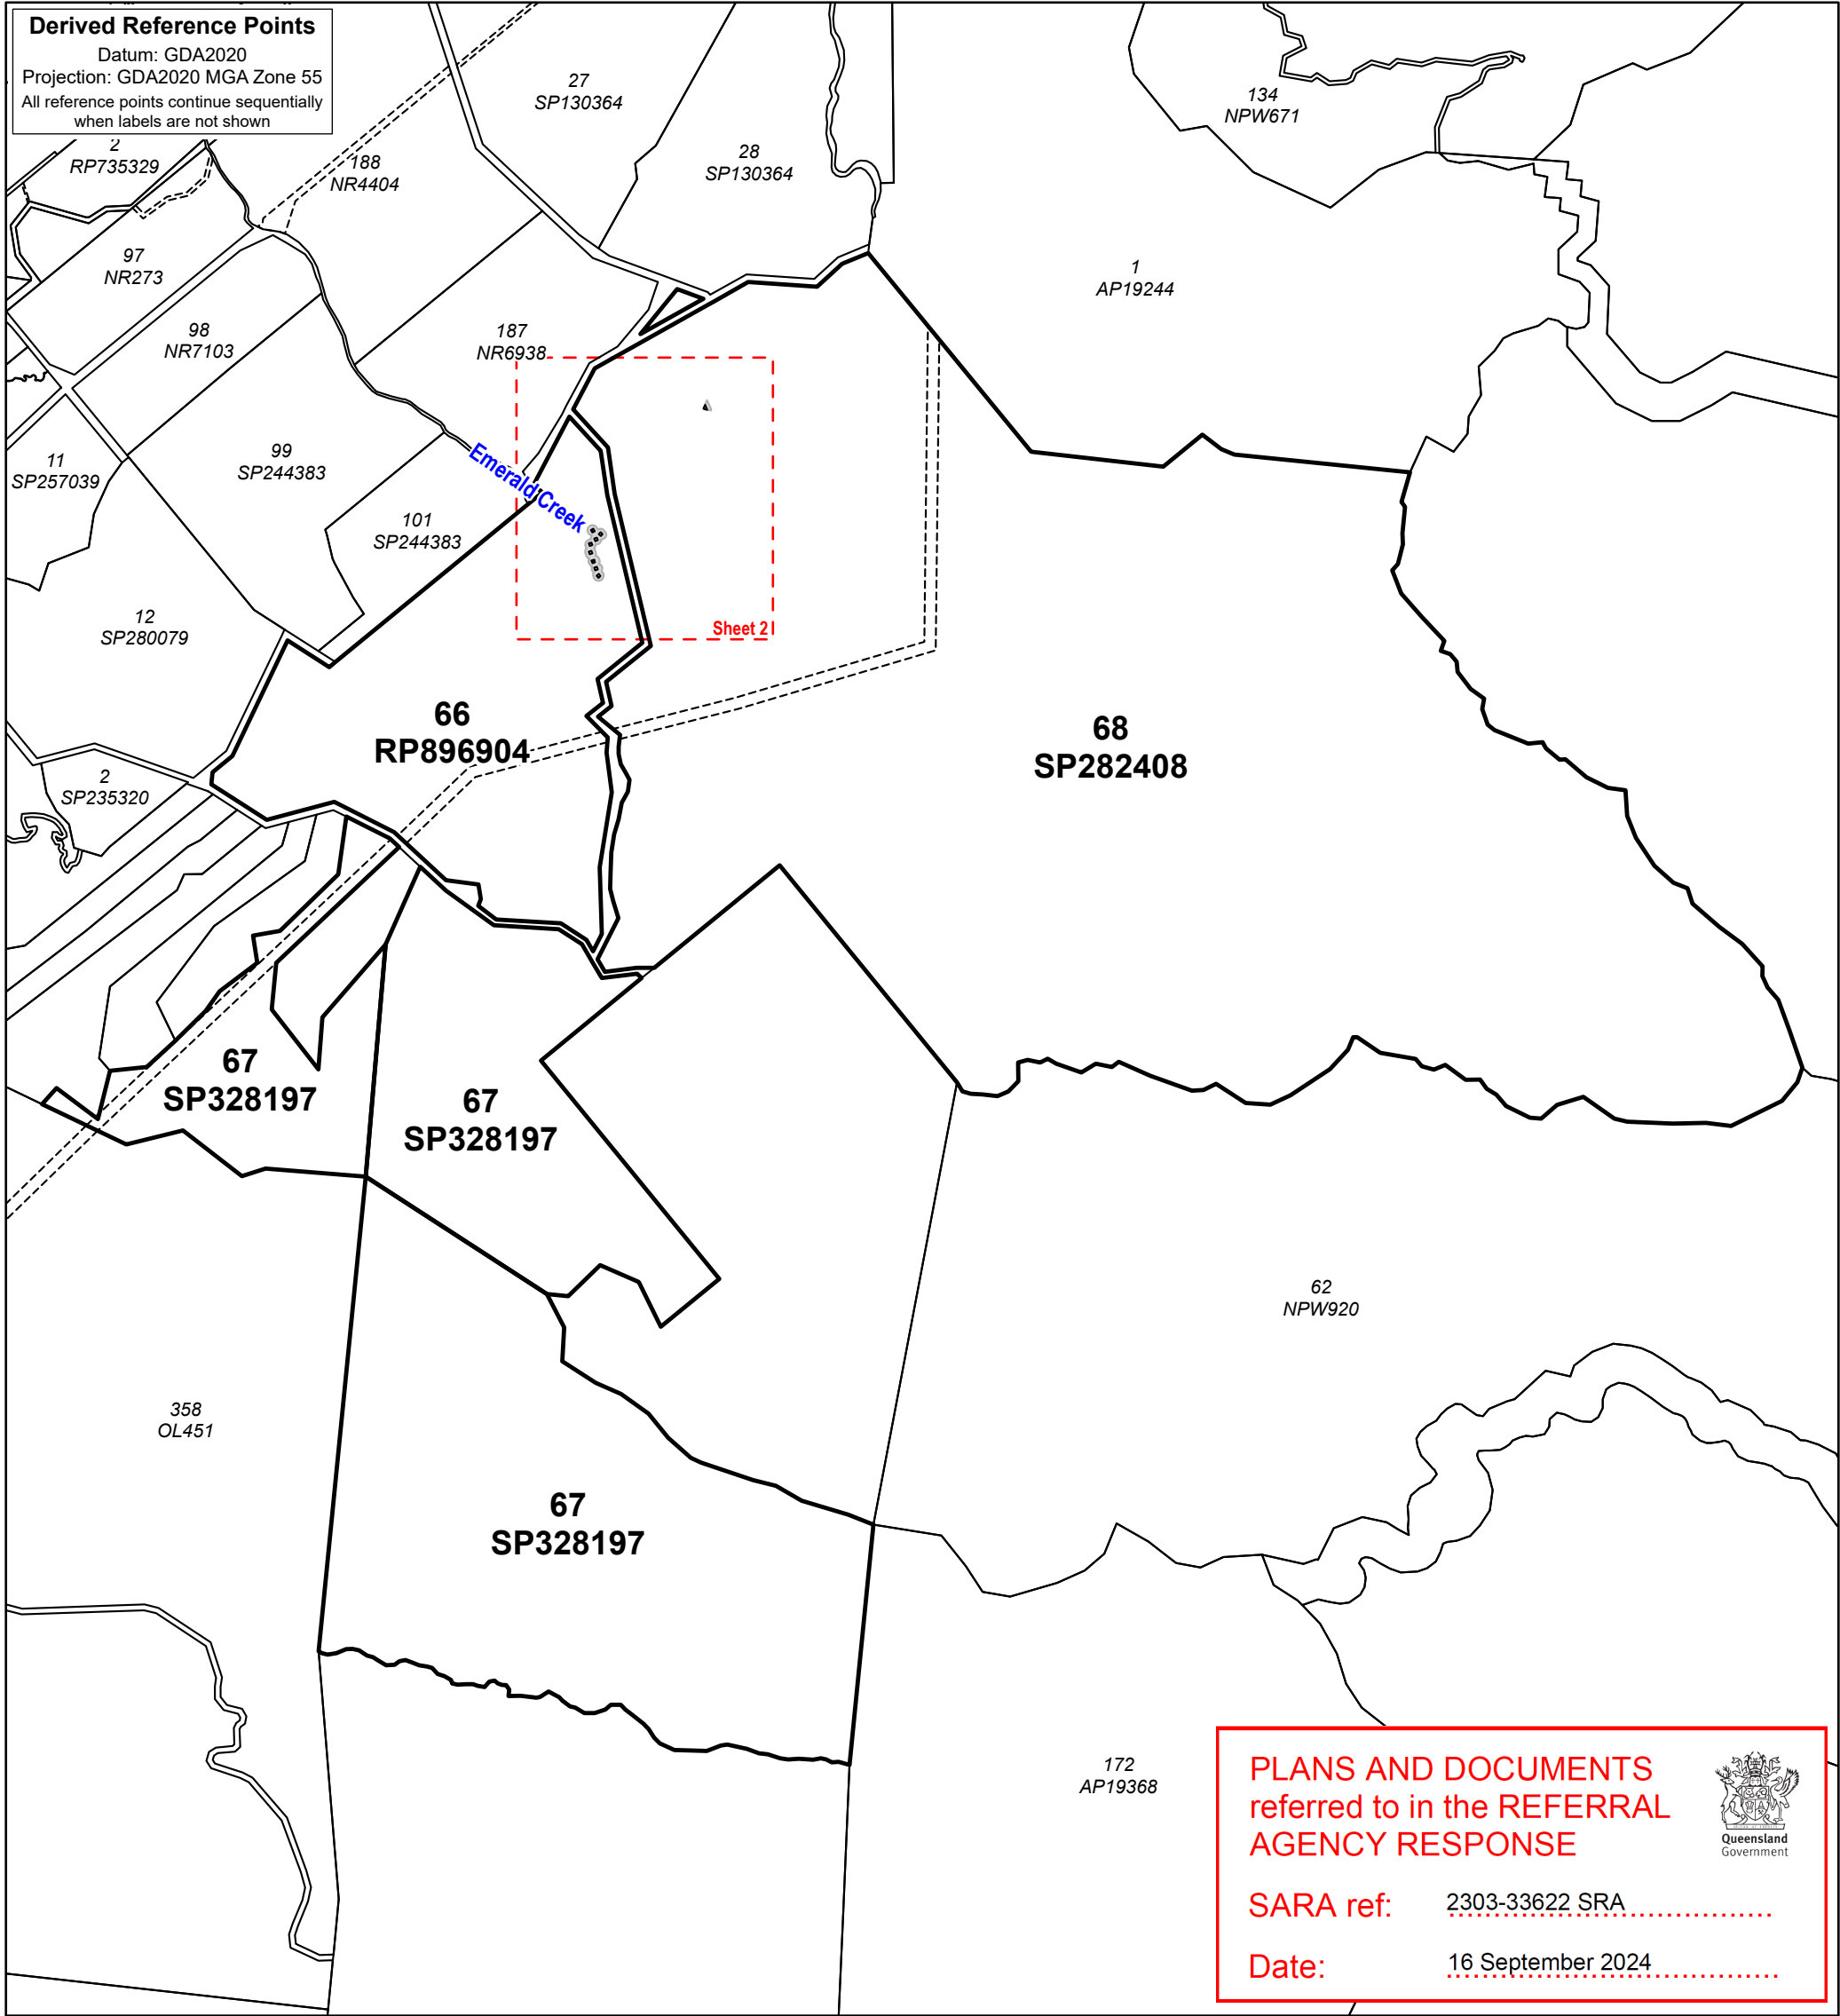 Derived Reference Points
Datum: GDA2020
Projection: GDA2020 MGA Zone 55
All reference points continue sequentially
when labels are not shown
2
RP735329
188
NR4404
27
SP130364
28
SP130364
134
NPW671
97
NR273
98
NR7103
187
NR6938
1
AP19244
11
SP257039
99
SP244383
101
SP244383
Emerald Creek
12
SP280079
Sheet 2
66
RP896904
68
SP282408
2
SP235320
67
SP328197
67
SP328197
62
NPW920
358
OL451
67
SP328197
172
AP19368
PLANS AND DOCUMENTS
referred to in the REFERRAL
AGENCY RESPONSE
Queensland
Government
SARA ref: 2303-33622 SRA
Date: 16 September 2024